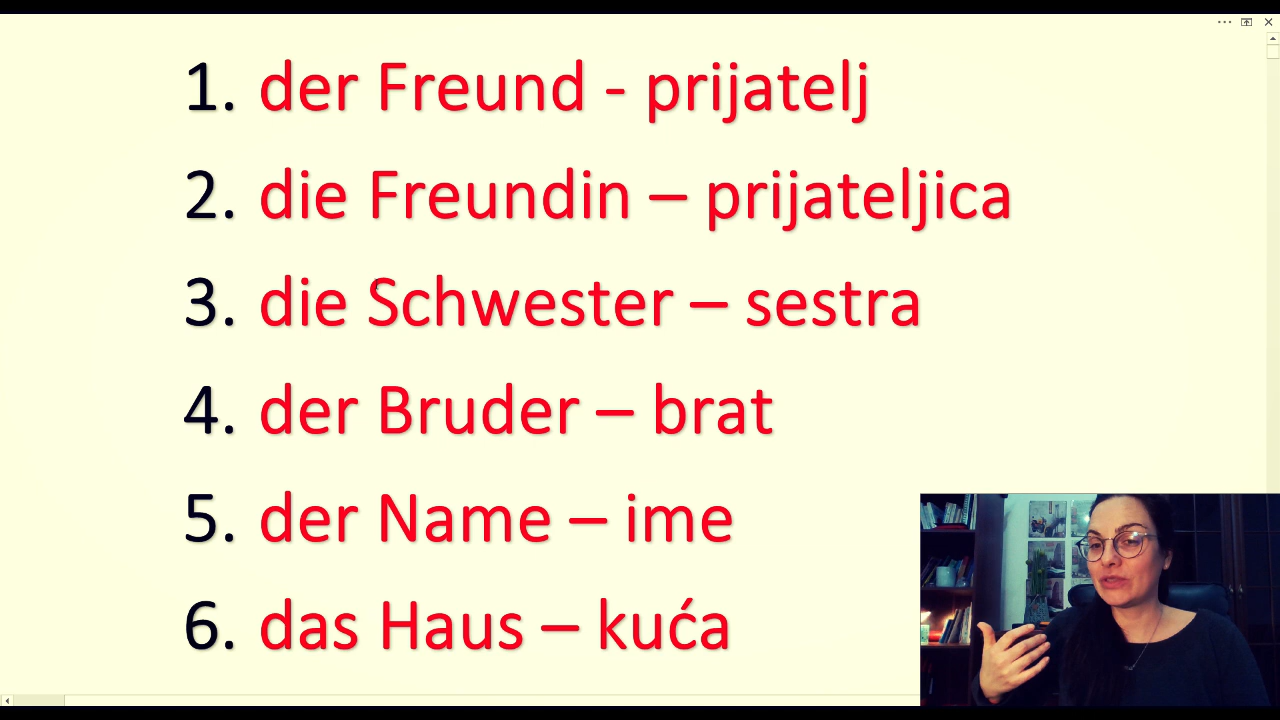 1. der Freund - prijatelj
2. die Freundin – prijateljica
3. die Schwester – sestra
4. der Bruder – brat
5. der Name – ime
6. das Haus – kuća